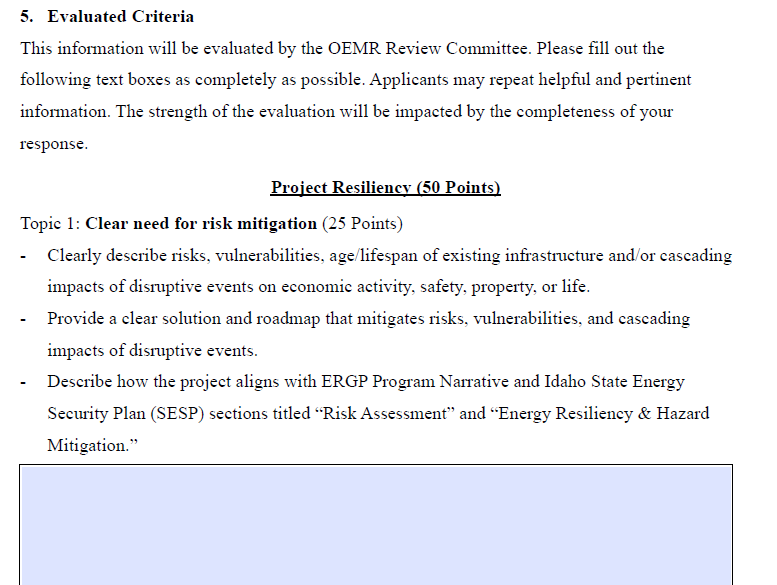 5. Evaluated Criteria
This information will be evaluated by the OEMR Review Committee. Please fill out the
following text boxes as completely as possible. Applicants may repeat helpful and pertinent
information. The strength of the evaluation will be impacted by the completeness of your
response.
Project Resiliency (50 Points)
Topic 1: Clear need for risk mitigation (25 Points)
- Clearly describe risks, vulnerabilities, age/lifespan of existing infrastructure and/or cascading
impacts of disruptive events on economic activity, safety, property, or life.
- Provide a clear solution and roadmap that mitigates risks, vulnerabilities, and cascading
impacts of disruptive events.
- Describe how the project aligns with ERGP Program Narrative and Idaho State Energy
Security Plan (SESP) sections titled “Risk Assessment” and “Energy Resiliency & Hazard
Mitigation.”